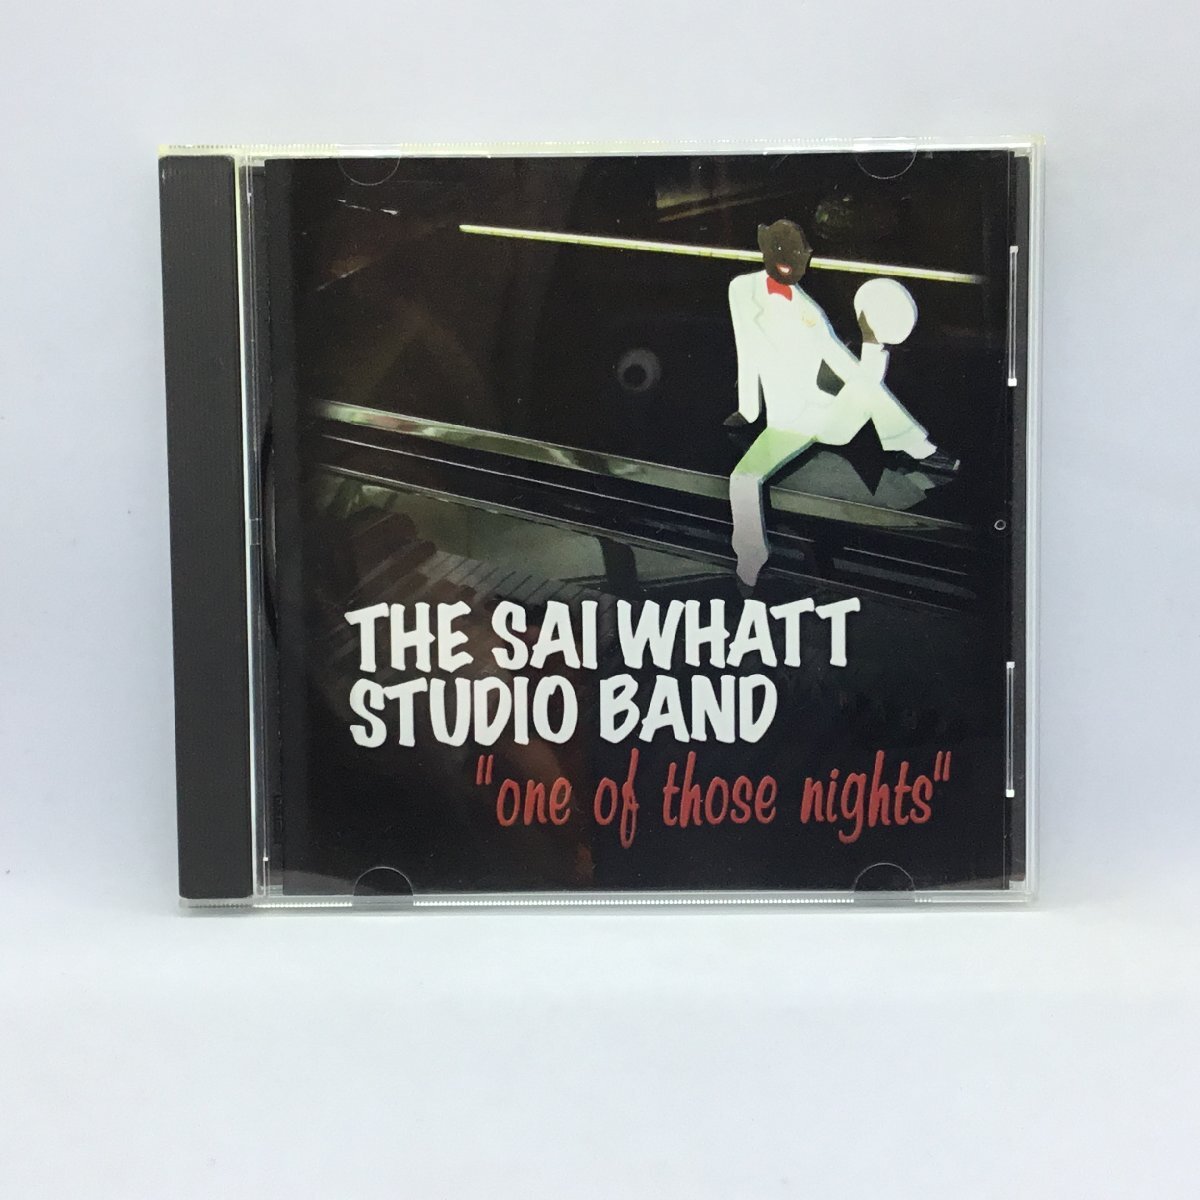 THE SAI WHATT
STUDIO BAND
"one of those nights"